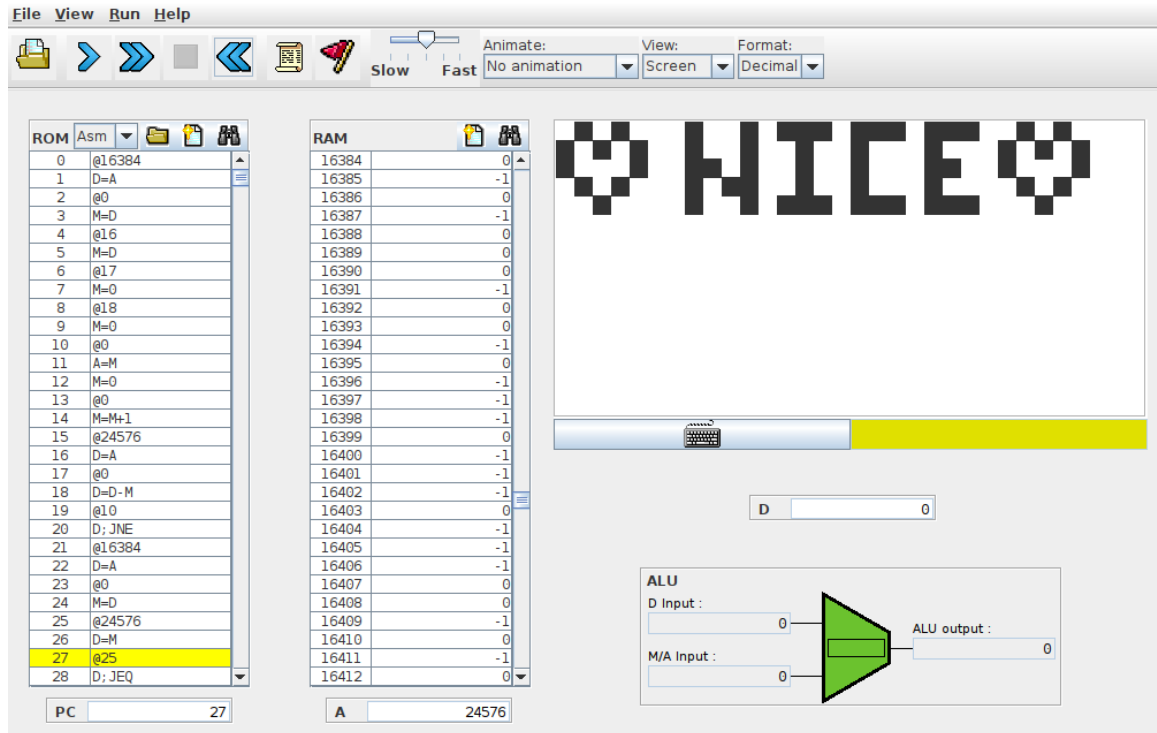 File View Run Help
Animate: View: Format:
Slow Fast No animation Screen Decimal
ROM Asm
0 @16384
1 D=A
2 @0
3 M=D
4 @16
5 M=D
6 @17
7 M=0
8 @18
9 M=0
10 @0
11 A=M
12 M=0
13 @0
14 M=M+1
15 @24576
16 D=A
17 @0
18 D=D-M
19 @10
20 D;JNE
21 @16384
22 D=A
23 @0
24 M=D
25 @24576
26 D=M
27 @25
28 D;JEQ
PC 27
RAM
16384 0
16385 -1
16386 0
16387 -1
16388 0
16389 0
16390 0
16391 -1
16392 0
16393 0
16394 -1
16395 0
16396 -1
16397 -1
16398 -1
16399 0
16400 -1
16401 -1
16402 -1
16403 0
16404 -1
16405 -1
16406 -1
16407 0
16408 0
16409 -1
16410 0
16411 -1
16412 0
A 24576
NICE
D 0
ALU
D Input :
0
ALU output :
0
M/A Input :
0